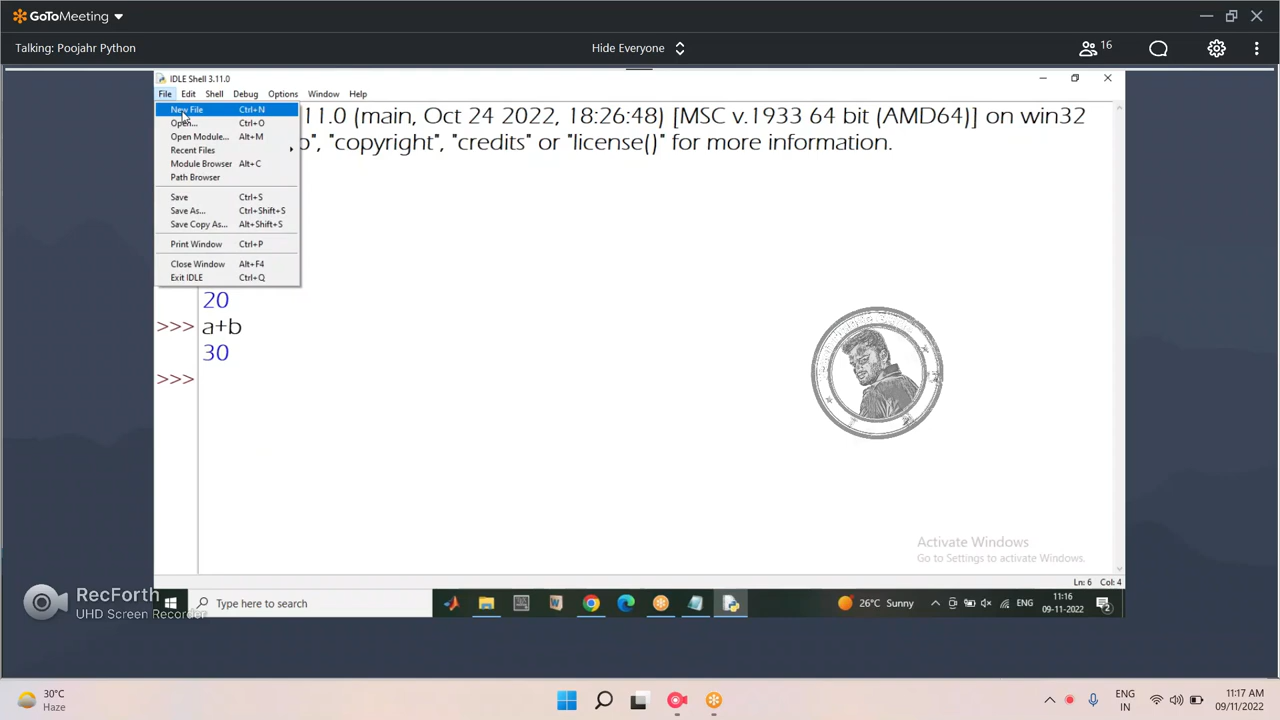 GoToMeeting
Talking: Poojahr Python
Hide Everyone
16
IDLE Shell 3.11.0
File Edit Shell Debug Options Window Help
New File Ctrl+N
Open... Ctrl+O
Open Module... Alt+M
Recent Files
Module Browser Alt+C
Path Browser
Save Ctrl+S
Save As... Ctrl+Shift+S
Save Copy As... Alt+Shift+S
Print Window Ctrl+P
Close Window Alt+F4
Exit IDLE Ctrl+Q
11.0 (main, Oct 24 2022, 18:26:48) [MSC v.1933 64 bit (AMD64)] on win32
", "copyright", "credits" or "license()" for more information.
20
>>> a+b
30
>>>
Activate Windows
Go to Settings to activate Windows.
Ln: 6 Col: 4
RecForth
UHD Screen Recorder
Type here to search
26°C Sunny
ENG
11:16
09-11-2022
2
30°C
Haze
ENG
IN
11:17 AM
09/11/2022